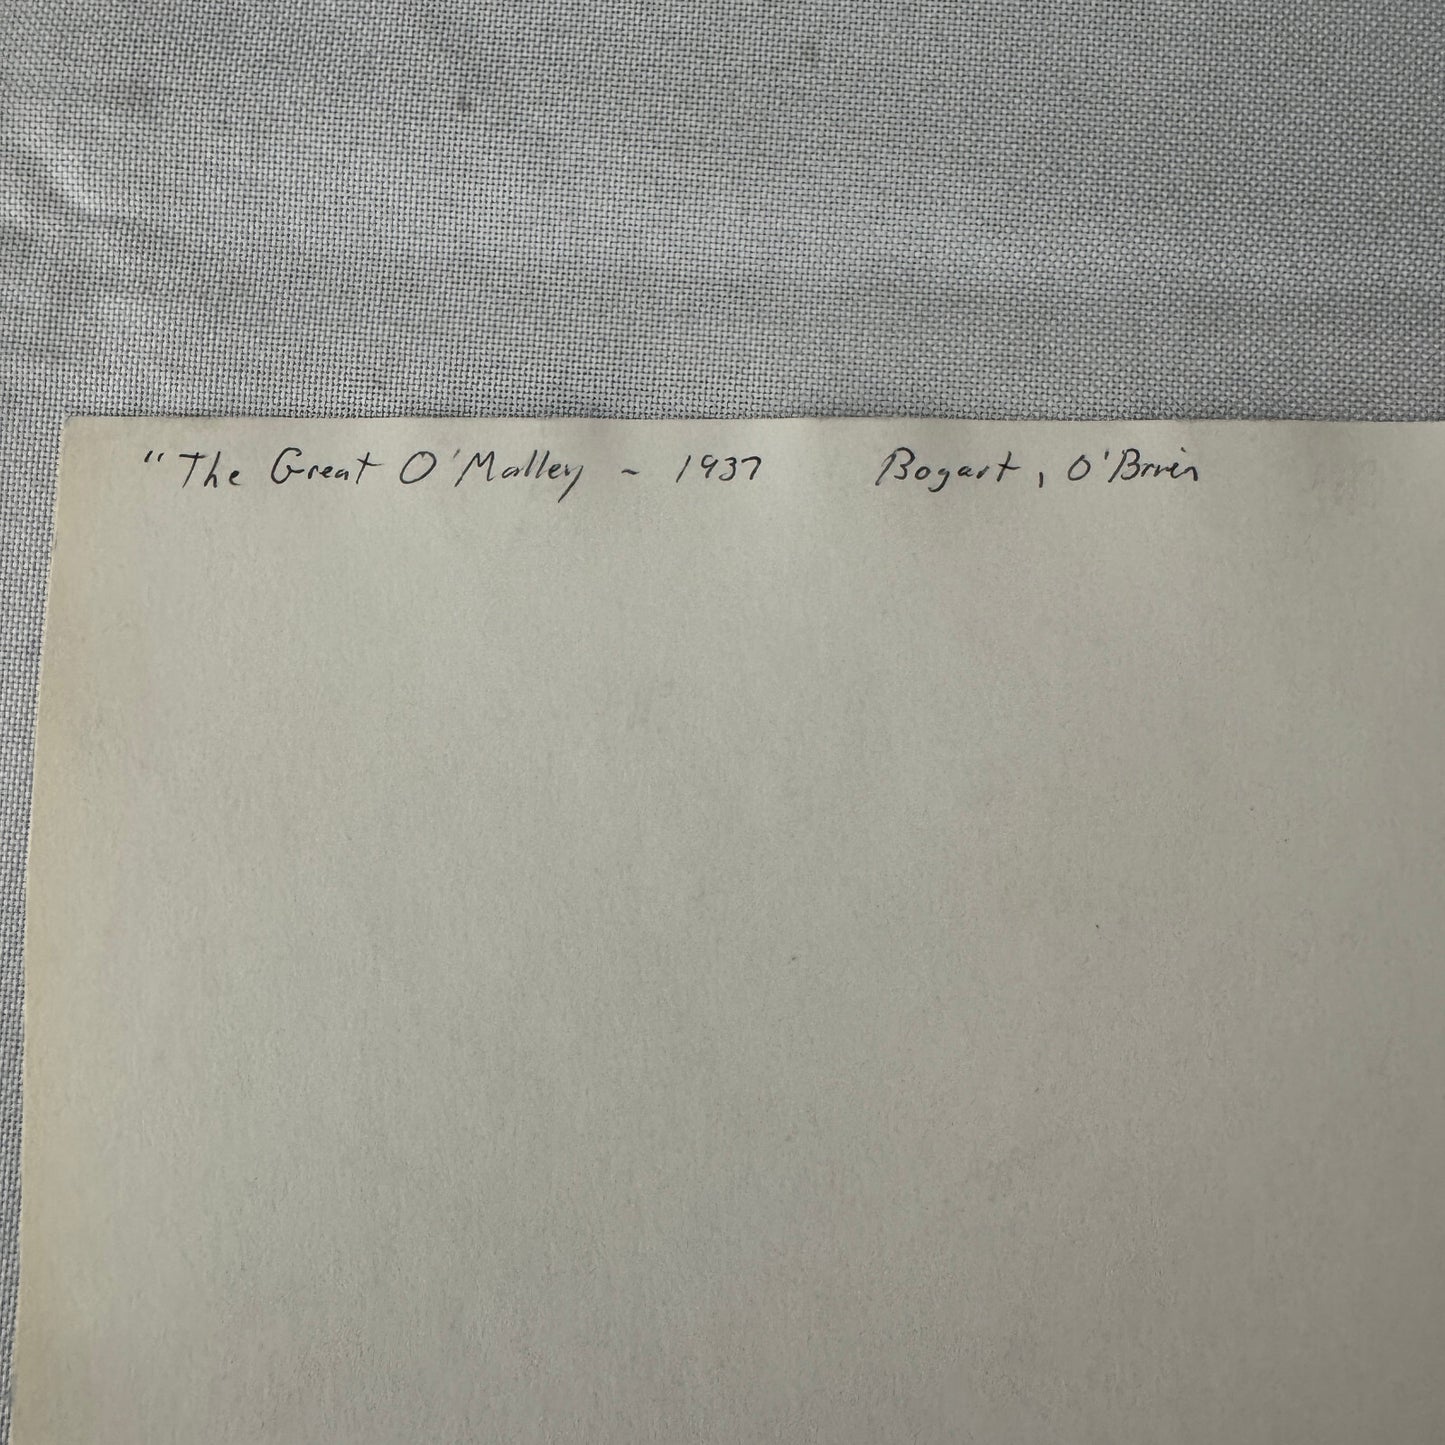 "The Great O'Malley - 1937 Bogart, O'Brien